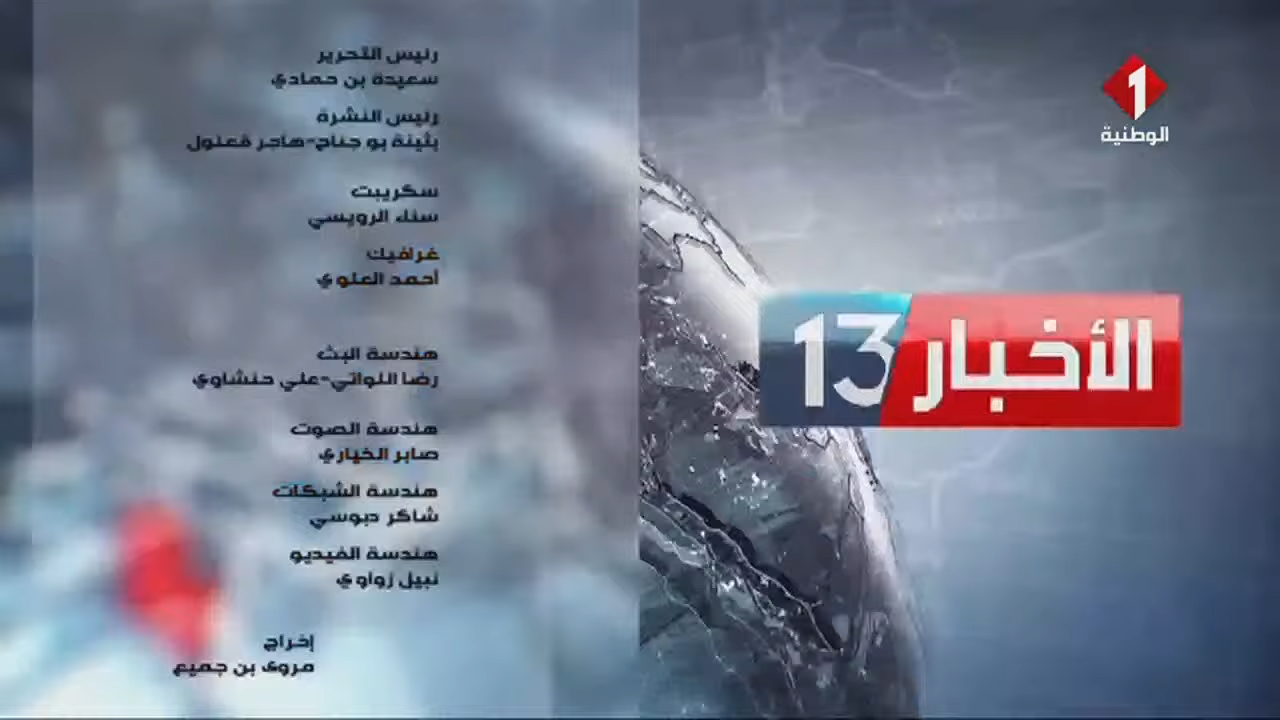 رئيس التحرير
سعيدة بن حمادي
رئيس النشرة
بثينة بو جناح-هاجر قعلول
سكريبت
سناء الرويسي
غرافيك
أحمد العلوي
هندسة البث
رضا اللواتي-علي حنشاوي
هندسة الصوت
صابر الخياري
هندسة الشبكات
شاكر دبوسي
هندسة الفيديو
نبيل زواوي
إخراج
مروى بن جميع
1
الوطنية
الأخبار 13